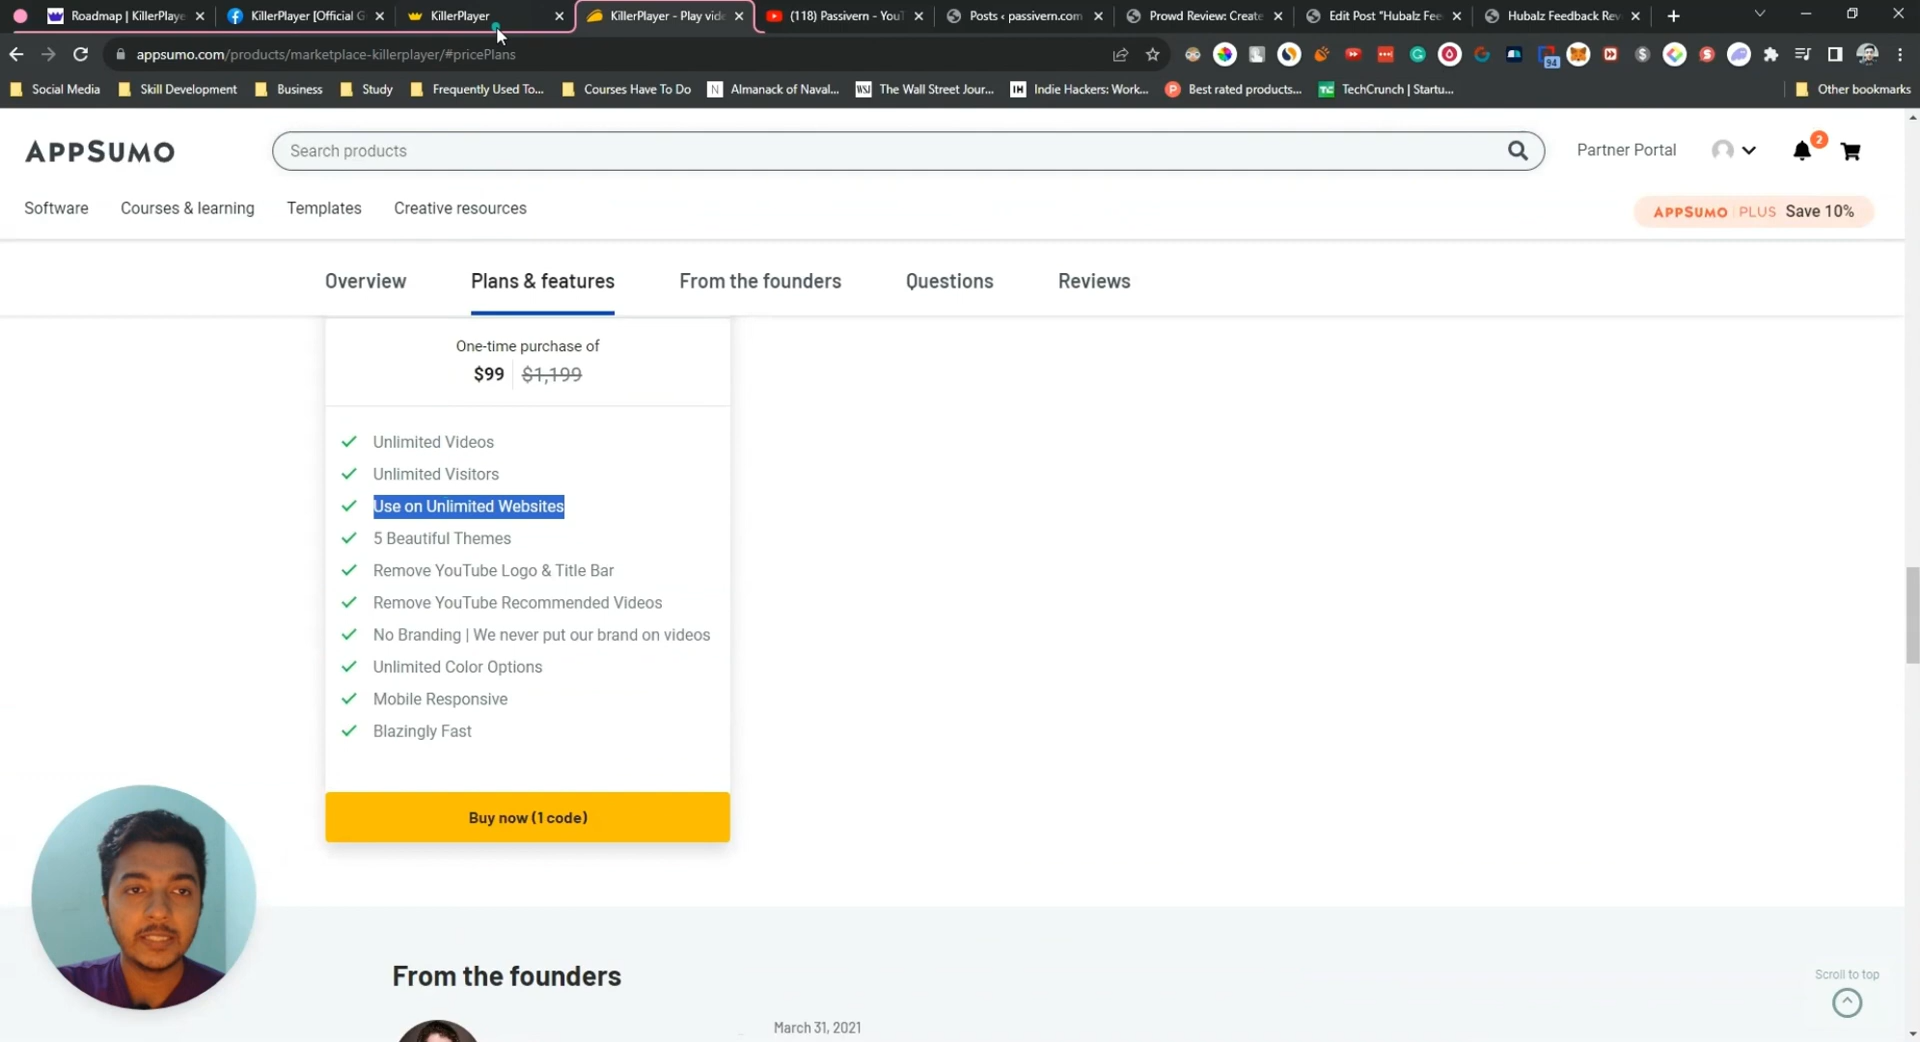 Roadmap | KillerPlaye
KillerPlayer [Official G
KillerPlayer
KillerPlayer - Play vide
(118) Passivern - YouT
Posts ‹ passivern.com
Prowd Review: Create
Edit Post "Hubalz Fee
Hubalz Feedback Rev
appsumo.com/products/marketplace-killerplayer/#pricePlans
94
Social Media
Skill Development
Business
Study
Frequently Used To...
Courses Have To Do
N Almanack of Naval...
WSJ The Wall Street Jour...
IH Indie Hackers: Work...
P Best rated products...
TC TechCrunch | Startu...
Other bookmarks
APPSUMO
Search products
Partner Portal
2
Software
Courses & learning
Templates
Creative resources
APPSUMO | PLUS Save 10%
Overview
Plans & features
From the founders
Questions
Reviews
One-time purchase of
$99 $1,199
Unlimited Videos
Unlimited Visitors
Use on Unlimited Websites
5 Beautiful Themes
Remove YouTube Logo & Title Bar
Remove YouTube Recommended Videos
No Branding | We never put our brand on videos
Unlimited Color Options
Mobile Responsive
Blazingly Fast
Buy now (1 code)
From the founders
Scroll to top
March 31, 2021